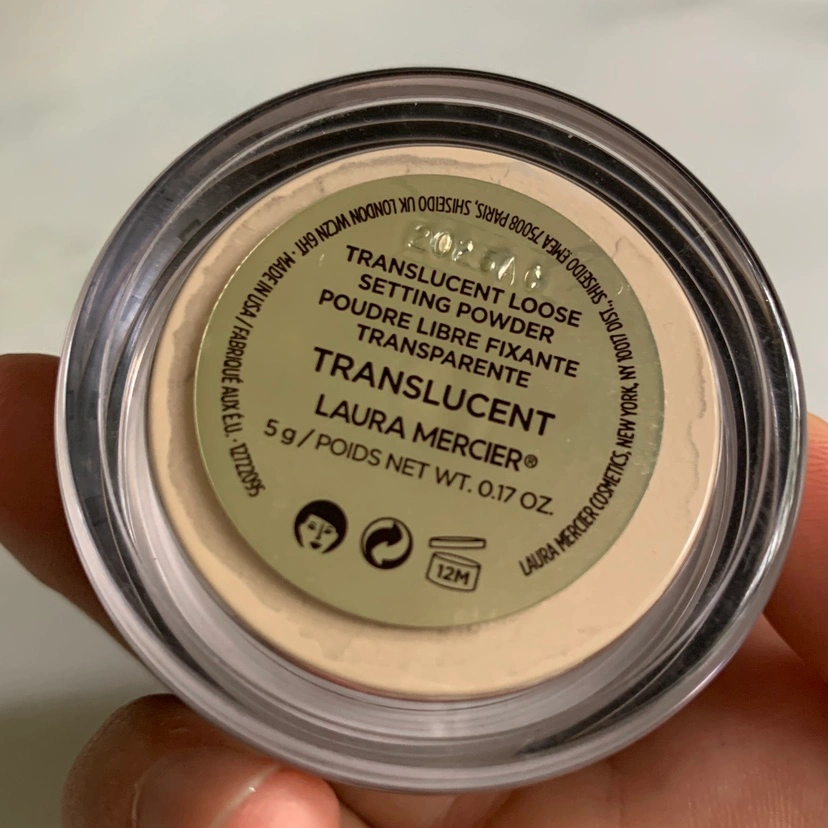 TRANSLUCENT LOOSE
SETTING POWDER
POUDRE LIBRE FIXANTE
TRANSPARENTE
TRANSLUCENT
LAURA MERCIER®
5 g / POIDS NET WT. 0.17 OZ.
12M
LAURA MERCIER COSMETICS, NEW YORK, NY 10017 DIST., SHISEIDO EMEA 75008 PARIS, SHISEIDO UK LONDON WC2N 6HT · MADE IN USA / FABRIQUÉ AUX É.U. · 12722095